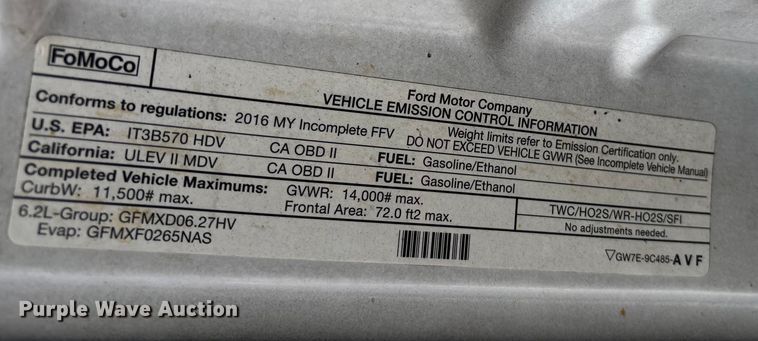 FoMoCo
Ford Motor Company
VEHICLE EMISSION CONTROL INFORMATION
Conforms to regulations: 2016 MY Incomplete FFV
Weight limits refer to Emission Certification only.
DO NOT EXCEED VEHICLE GVWR (See Incomplete Vehicle Manual)
U.S. EPA: IT3B570 HDV CA OBD II FUEL: Gasoline/Ethanol
California: ULEV II MDV CA OBD II FUEL: Gasoline/Ethanol
Completed Vehicle Maximums: GVWR: 14,000# max.
CurbW: 11,500# max. Frontal Area: 72.0 ft2 max.
TWC/HO2S/WR-HO2S/SFI
No adjustments needed.
6.2L-Group: GFMXD06.27HV
Evap: GFMXF0265NAS
▽GW7E-9C485-AVF
Purple Wave Auction